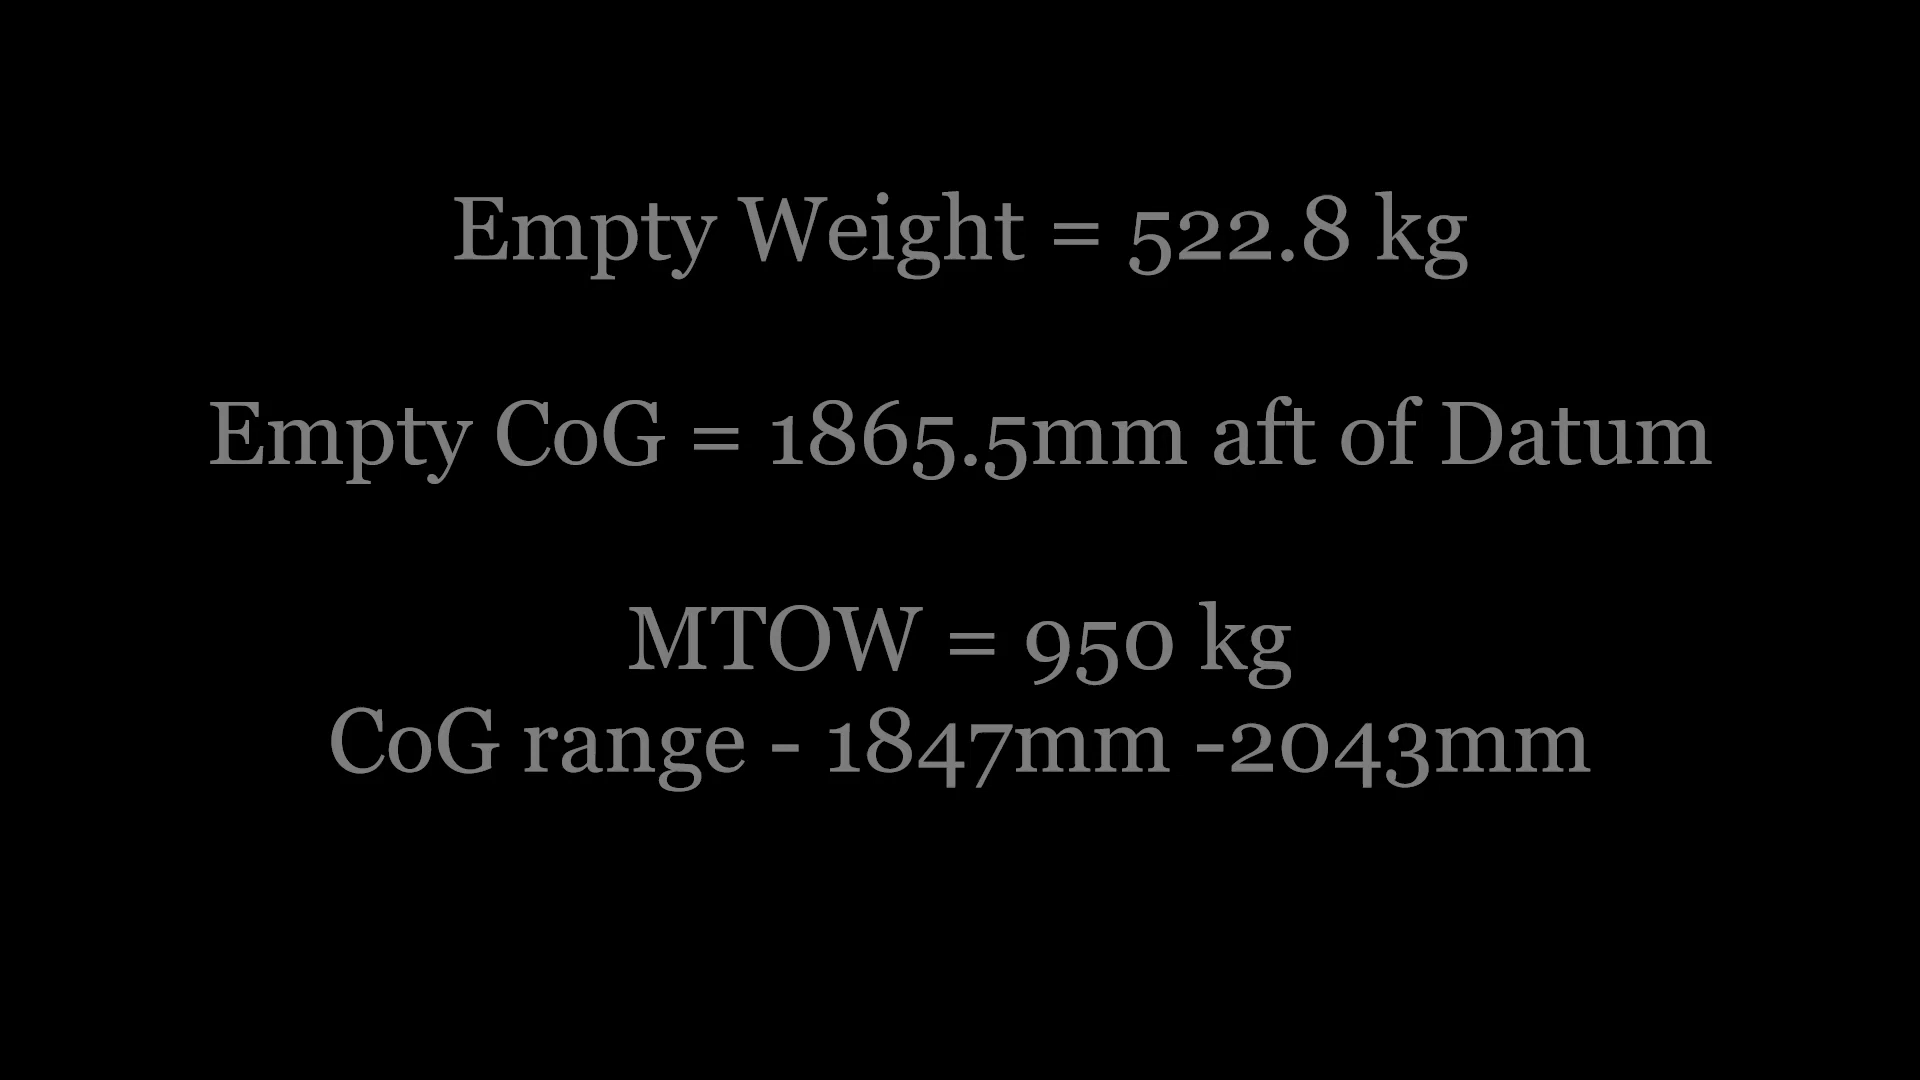 Empty Weight = 522.8 kg
Empty CoG = 1865.5mm aft of Datum
MTOW = 950 kg
CoG range - 1847mm -2043mm